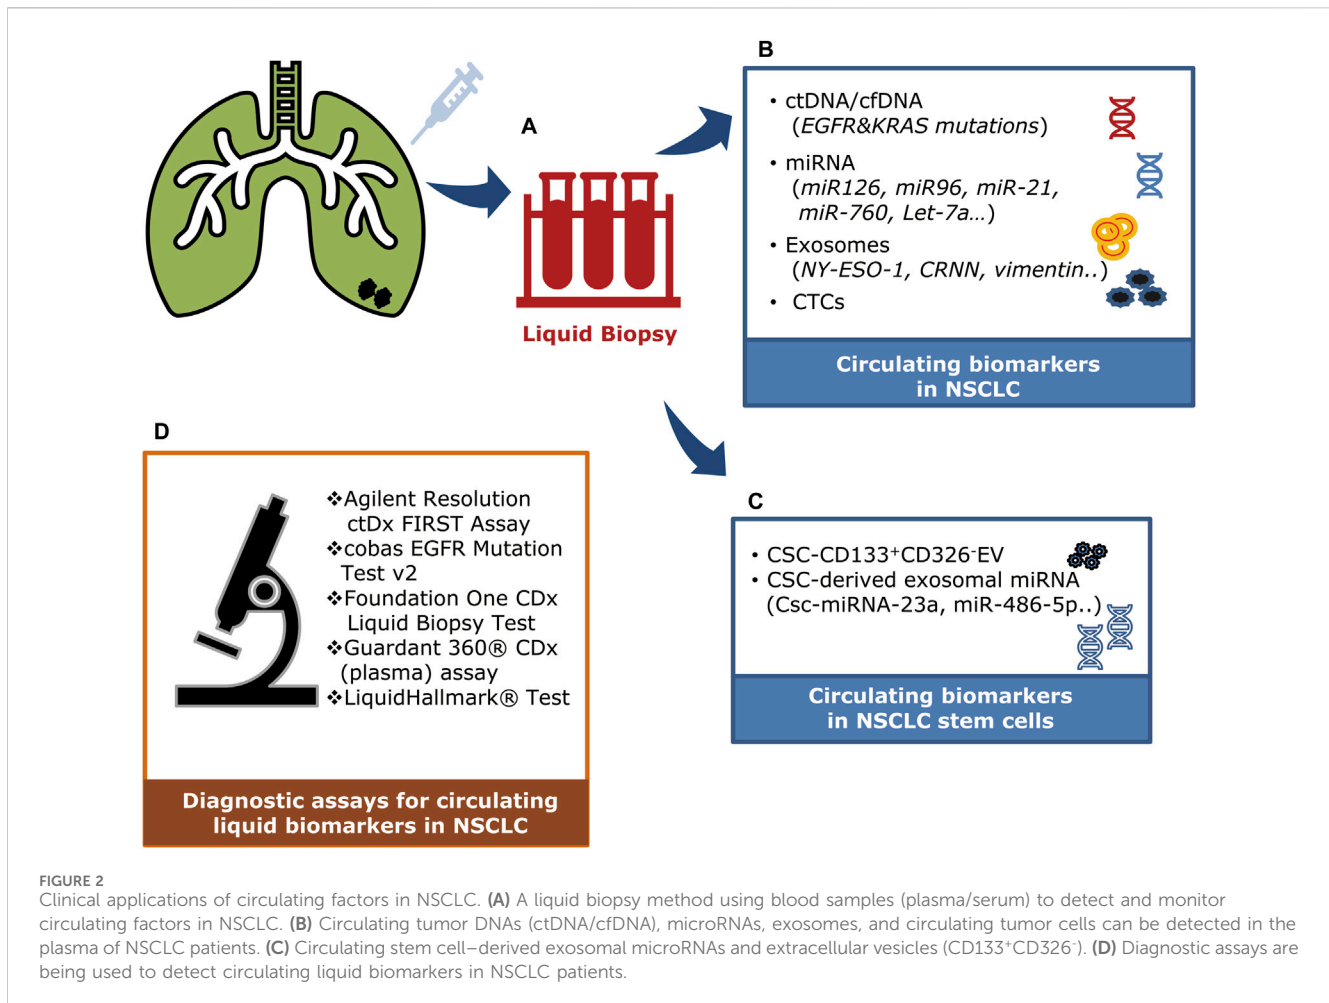 A
Liquid Biopsy
B
• ctDNA/cfDNA
(EGFR&KRAS mutations)
• miRNA
(miR126, miR96, miR-21,
miR-760, Let-7a...)
• Exosomes
(NY-ESO-1, CRNN, vimentin..)
• CTCs
Circulating biomarkers
in NSCLC
C
• CSC-CD133⁺CD326⁻EV
• CSC-derived exosomal miRNA
(Csc-miRNA-23a, miR-486-5p..)
Circulating biomarkers
in NSCLC stem cells
D
❖Agilent Resolution
ctDx FIRST Assay
❖cobas EGFR Mutation
Test v2
❖Foundation One CDx
Liquid Biopsy Test
❖Guardant 360® CDx
(plasma) assay
❖LiquidHallmark® Test
Diagnostic assays for circulating
liquid biomarkers in NSCLC
FIGURE 2
Clinical applications of circulating factors in NSCLC. (A) A liquid biopsy method using blood samples (plasma/serum) to detect and monitor
circulating factors in NSCLC. (B) Circulating tumor DNAs (ctDNA/cfDNA), microRNAs, exosomes, and circulating tumor cells can be detected in the
plasma of NSCLC patients. (C) Circulating stem cell–derived exosomal microRNAs and extracellular vesicles (CD133⁺CD326⁻). (D) Diagnostic assays are
being used to detect circulating liquid biomarkers in NSCLC patients.